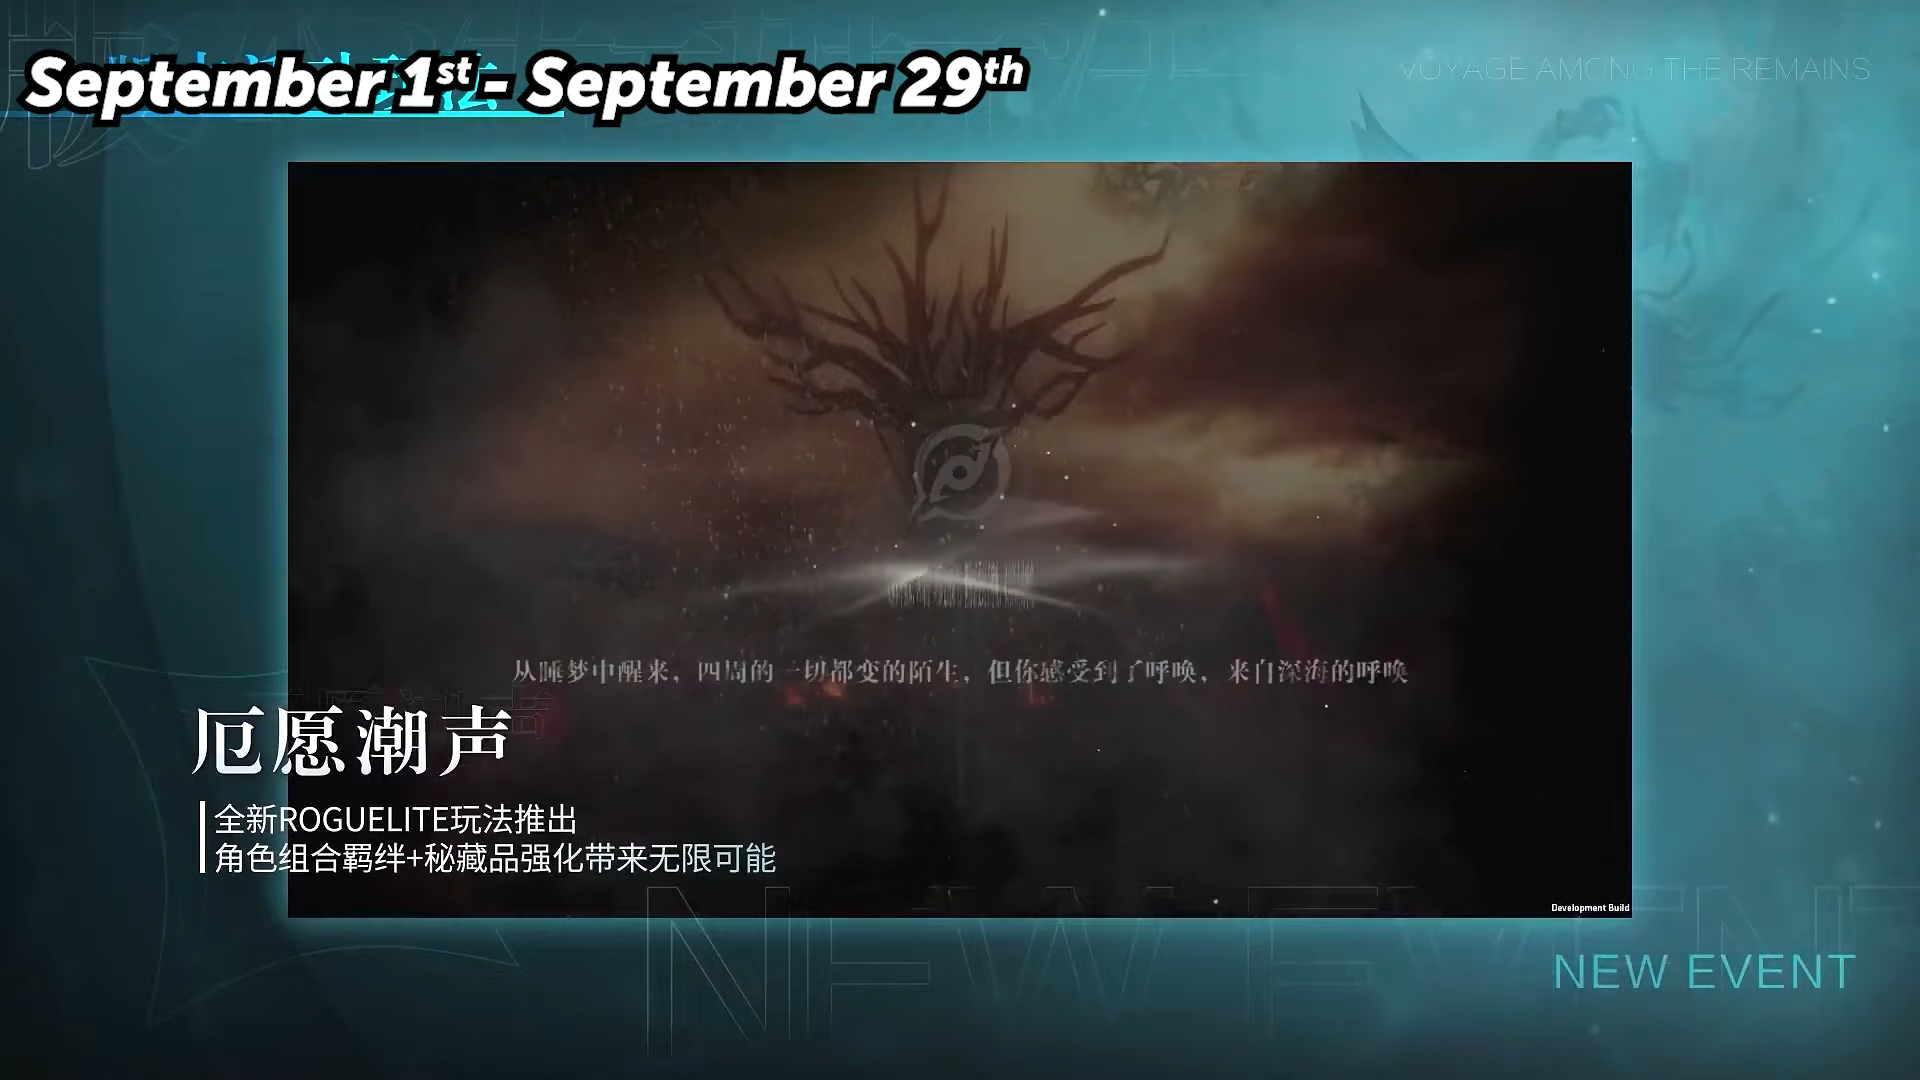 September 1st - September 29th
VOYAGE AMONG THE REMAINS
从睡梦中醒来，四周的一切都变的陌生，但你感受到了呼唤，来自深海的呼唤
厄愿潮声
全新ROGUELITE玩法推出
角色组合羁绊+秘藏品强化带来无限可能
Development Build
NEW EVENT
NEW EVENT